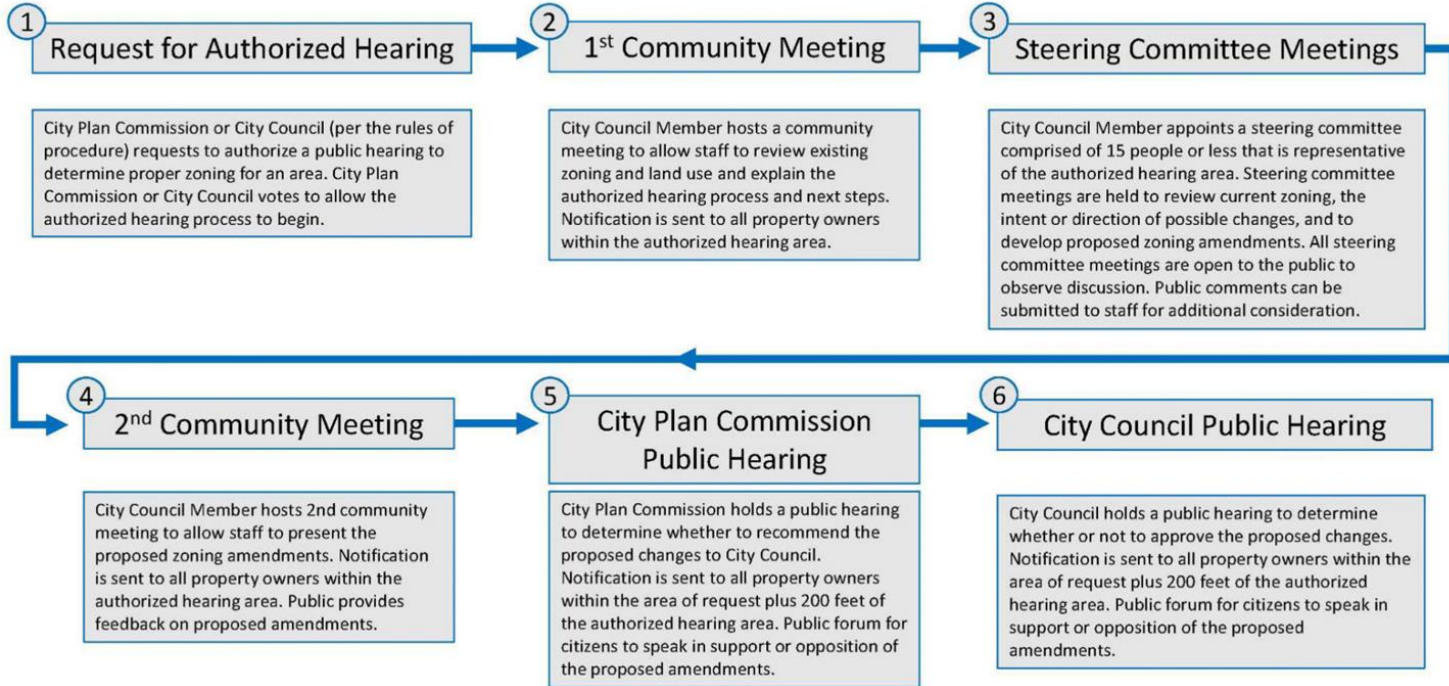 1
Request for Authorized Hearing
City Plan Commission or City Council (per the rules of
procedure) requests to authorize a public hearing to
determine proper zoning for an area. City Plan
Commission or City Council votes to allow the
authorized hearing process to begin.
2
1st Community Meeting
City Council Member hosts a community
meeting to allow staff to review existing
zoning and land use and explain the
authorized hearing process and next steps.
Notification is sent to all property owners
within the authorized hearing area.
3
Steering Committee Meetings
City Council Member appoints a steering committee
comprised of 15 people or less that is representative
of the authorized hearing area. Steering committee
meetings are held to review current zoning, the
intent or direction of possible changes, and to
develop proposed zoning amendments. All steering
committee meetings are open to the public to
observe discussion. Public comments can be
submitted to staff for additional consideration.
4
2nd Community Meeting
City Council Member hosts 2nd community
meeting to allow staff to present the
proposed zoning amendments. Notification
is sent to all property owners within the
authorized hearing area. Public provides
feedback on proposed amendments.
5
City Plan Commission
Public Hearing
City Plan Commission holds a public hearing
to determine whether to recommend the
proposed changes to City Council.
Notification is sent to all property owners
within the area of request plus 200 feet of
the authorized hearing area. Public forum for
citizens to speak in support or opposition of
the proposed amendments.
6
City Council Public Hearing
City Council holds a public hearing to determine
whether or not to approve the proposed changes.
Notification is sent to all property owners within the
area of request plus 200 feet of the authorized
hearing area. Public forum for citizens to speak in
support or opposition of the proposed
amendments.